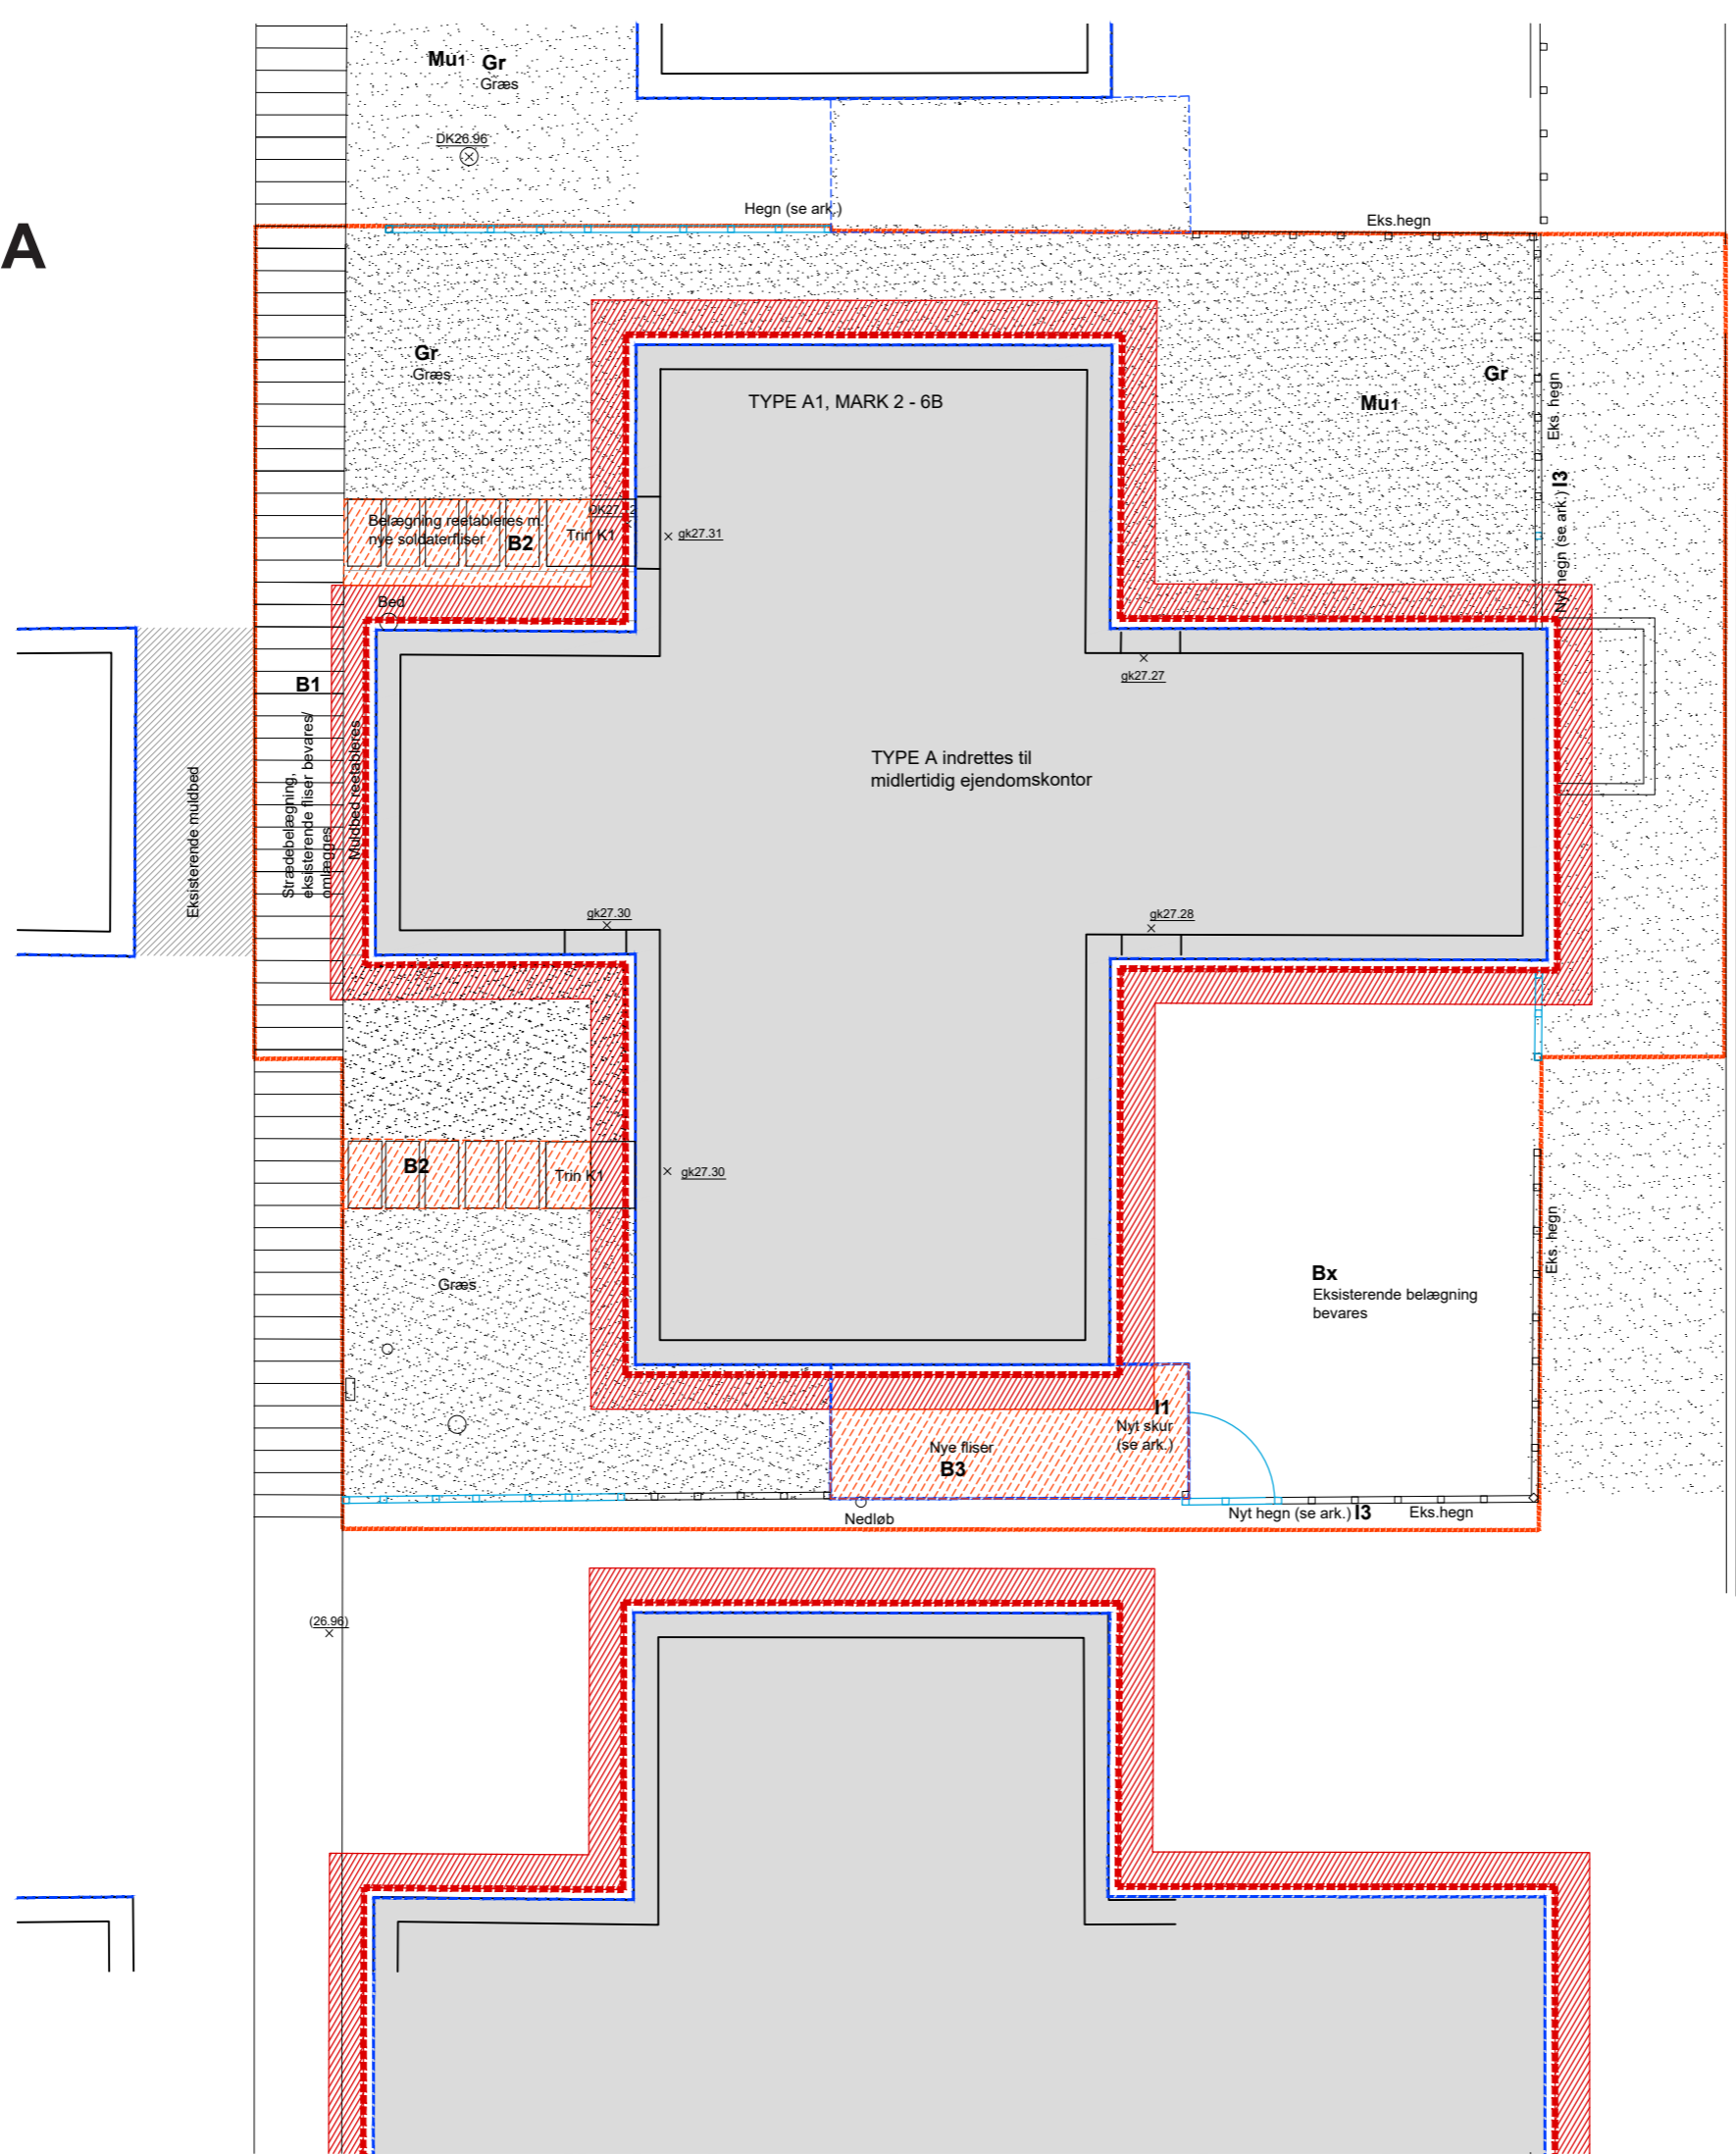 Mu1 Gr
Græs
DK26.96
Hegn (se ark.)
Eks.hegn
A
Gr
Græs
TYPE A1, MARK 2 - 6B
Gr
Mu1
Eks. hegn
Nyt hegn (se ark.) I3
Belægning reetableres m.
nye soldaterfliser B2
Trin K1
gk27.31
Bed
B1
gk27.27
Strædebelægning,
eksisterende fliser bevares/
omlægges
Muldbed reetableres
Eksisterende muldbed
TYPE A indrettes til
midlertidig ejendomskontor
gk27.30
gk27.28
B2
Trin K1
gk27.30
Græs
Bx
Eksisterende belægning
bevares
Eks. hegn
I1
Nyt skur
(se ark.)
Nye fliser
B3
Nedløb
Nyt hegn (se ark.) I3
Eks.hegn
(26.96)